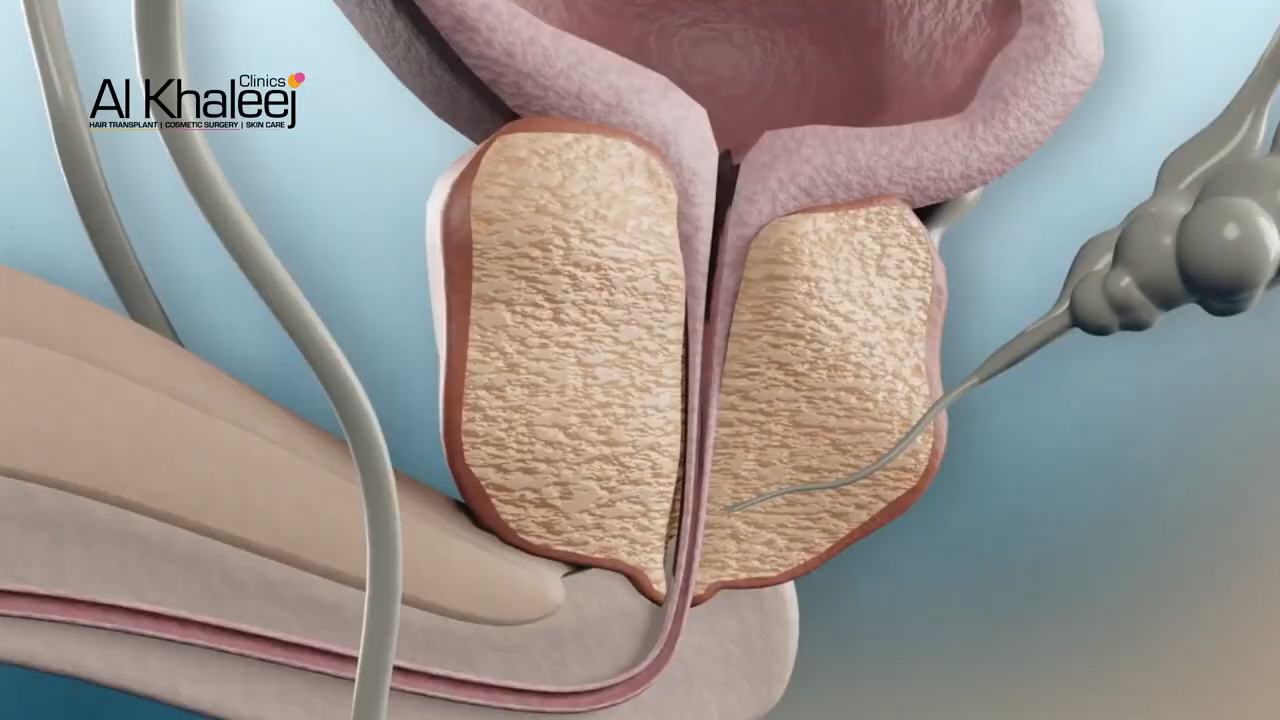 Clinics
Al Khaleej
HAIR TRANSPLANT | COSMETIC SURGERY | SKIN CARE